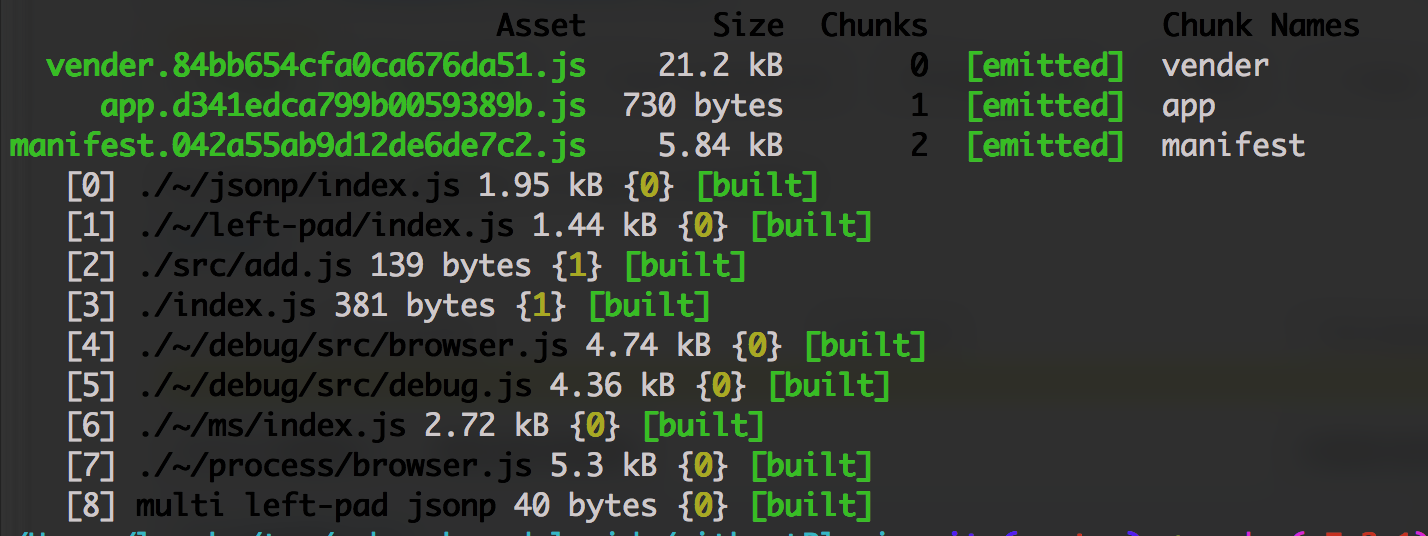 Asset Size Chunks Chunk Names
vender.84bb654cfa0ca676da51.js 21.2 kB 0 [emitted] vender
app.d341edca799b0059389b.js 730 bytes 1 [emitted] app
manifest.042a55ab9d12de6de7c2.js 5.84 kB 2 [emitted] manifest
[0] ./~/jsonp/index.js 1.95 kB {0} [built]
[1] ./~/left-pad/index.js 1.44 kB {0} [built]
[2] ./src/add.js 139 bytes {1} [built]
[3] ./index.js 381 bytes {1} [built]
[4] ./~/debug/src/browser.js 4.74 kB {0} [built]
[5] ./~/debug/src/debug.js 4.36 kB {0} [built]
[6] ./~/ms/index.js 2.72 kB {0} [built]
[7] ./~/process/browser.js 5.3 kB {0} [built]
[8] multi left-pad jsonp 40 bytes {0} [built]